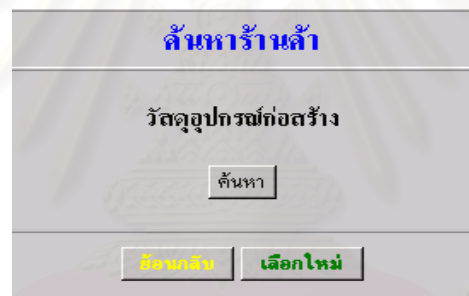 ค้นหาร้านค้า
วัสดุอุปกรณ์ก่อสร้าง
ค้นหา
ย้อนกลับ เลือกใหม่